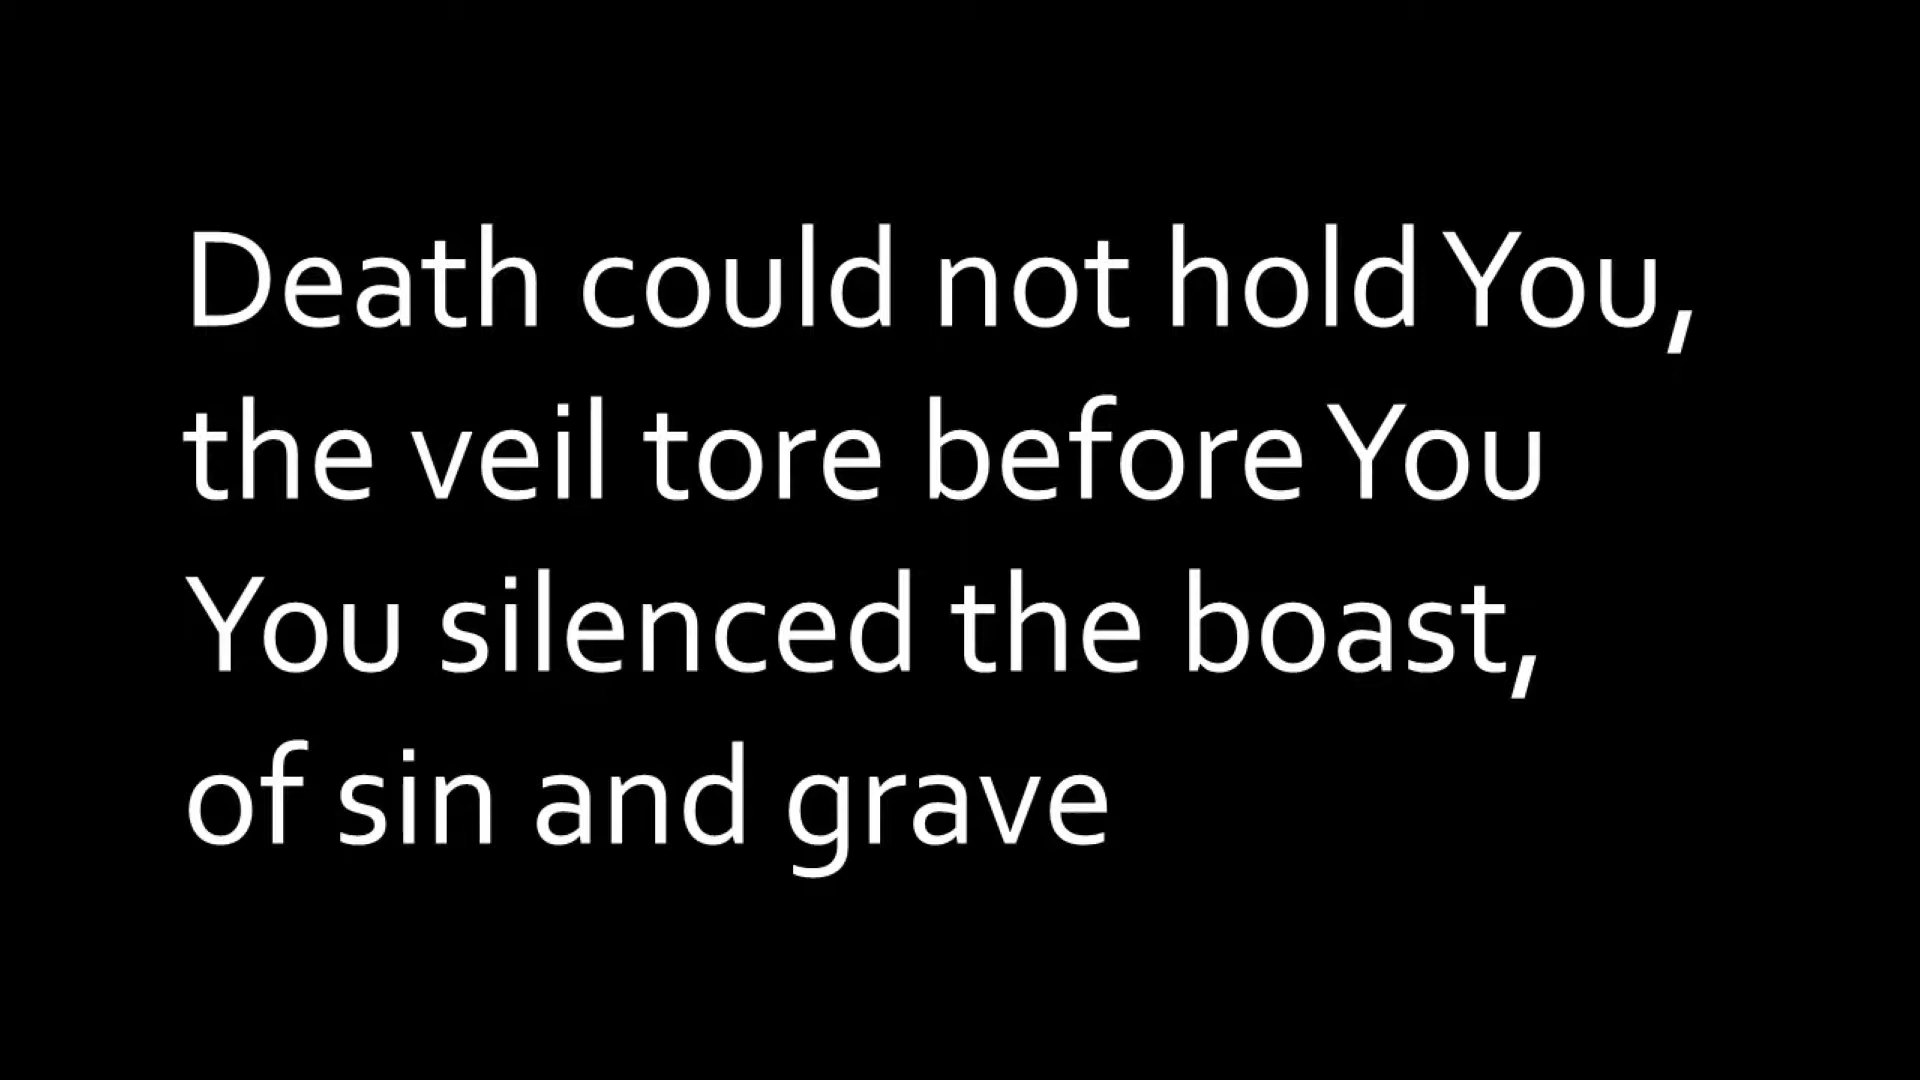 Death could not hold You,
the veil tore before You
You silenced the boast,
of sin and grave